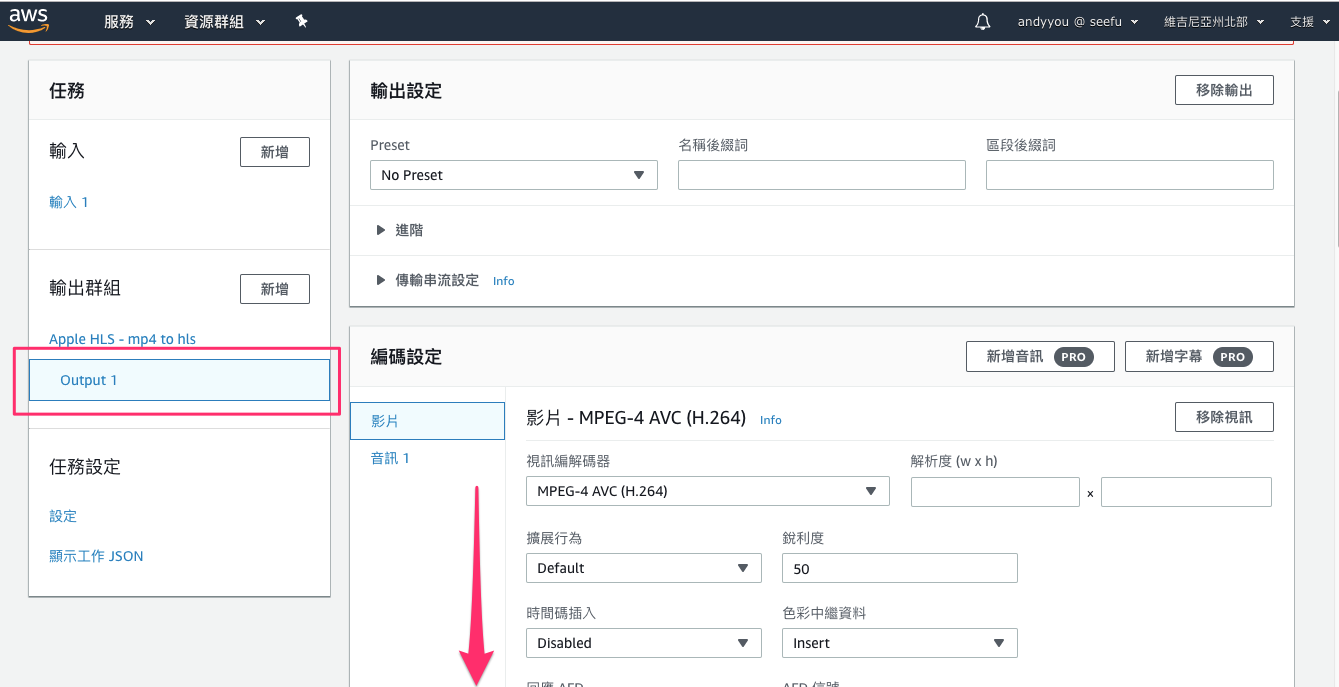 aws 服務 資源群組 andyyou @ seefu 維吉尼亞州北部 支援
任務
輸入 新增
輸入 1
輸出群組 新增
Apple HLS - mp4 to hls
Output 1
任務設定
設定
顯示工作 JSON
輸出設定 移除輸出
Preset 名稱後綴詞 區段後綴詞
No Preset
進階
傳輸串流設定 Info
編碼設定 新增音訊 PRO 新增字幕 PRO
影片
音訊 1
影片 - MPEG-4 AVC (H.264) Info 移除視訊
視訊編解碼器 解析度 (w x h)
MPEG-4 AVC (H.264) x
擴展行為 銳利度
Default 50
時間碼插入 色彩中繼資料
Disabled Insert
回應 AFD AFD 信號